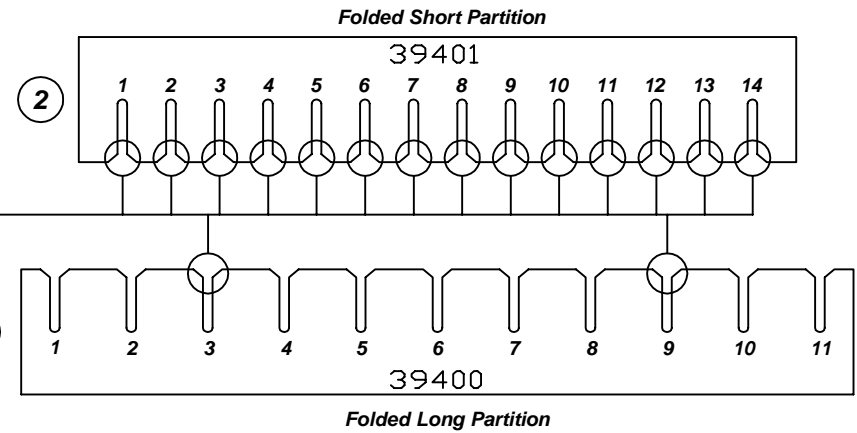 Folded Short Partition
39401
1 2 3 4 5 6 7 8 9 10 11 12 13 14
2
1 2 3 4 5 6 7 8 9 10 11
39400
Folded Long Partition